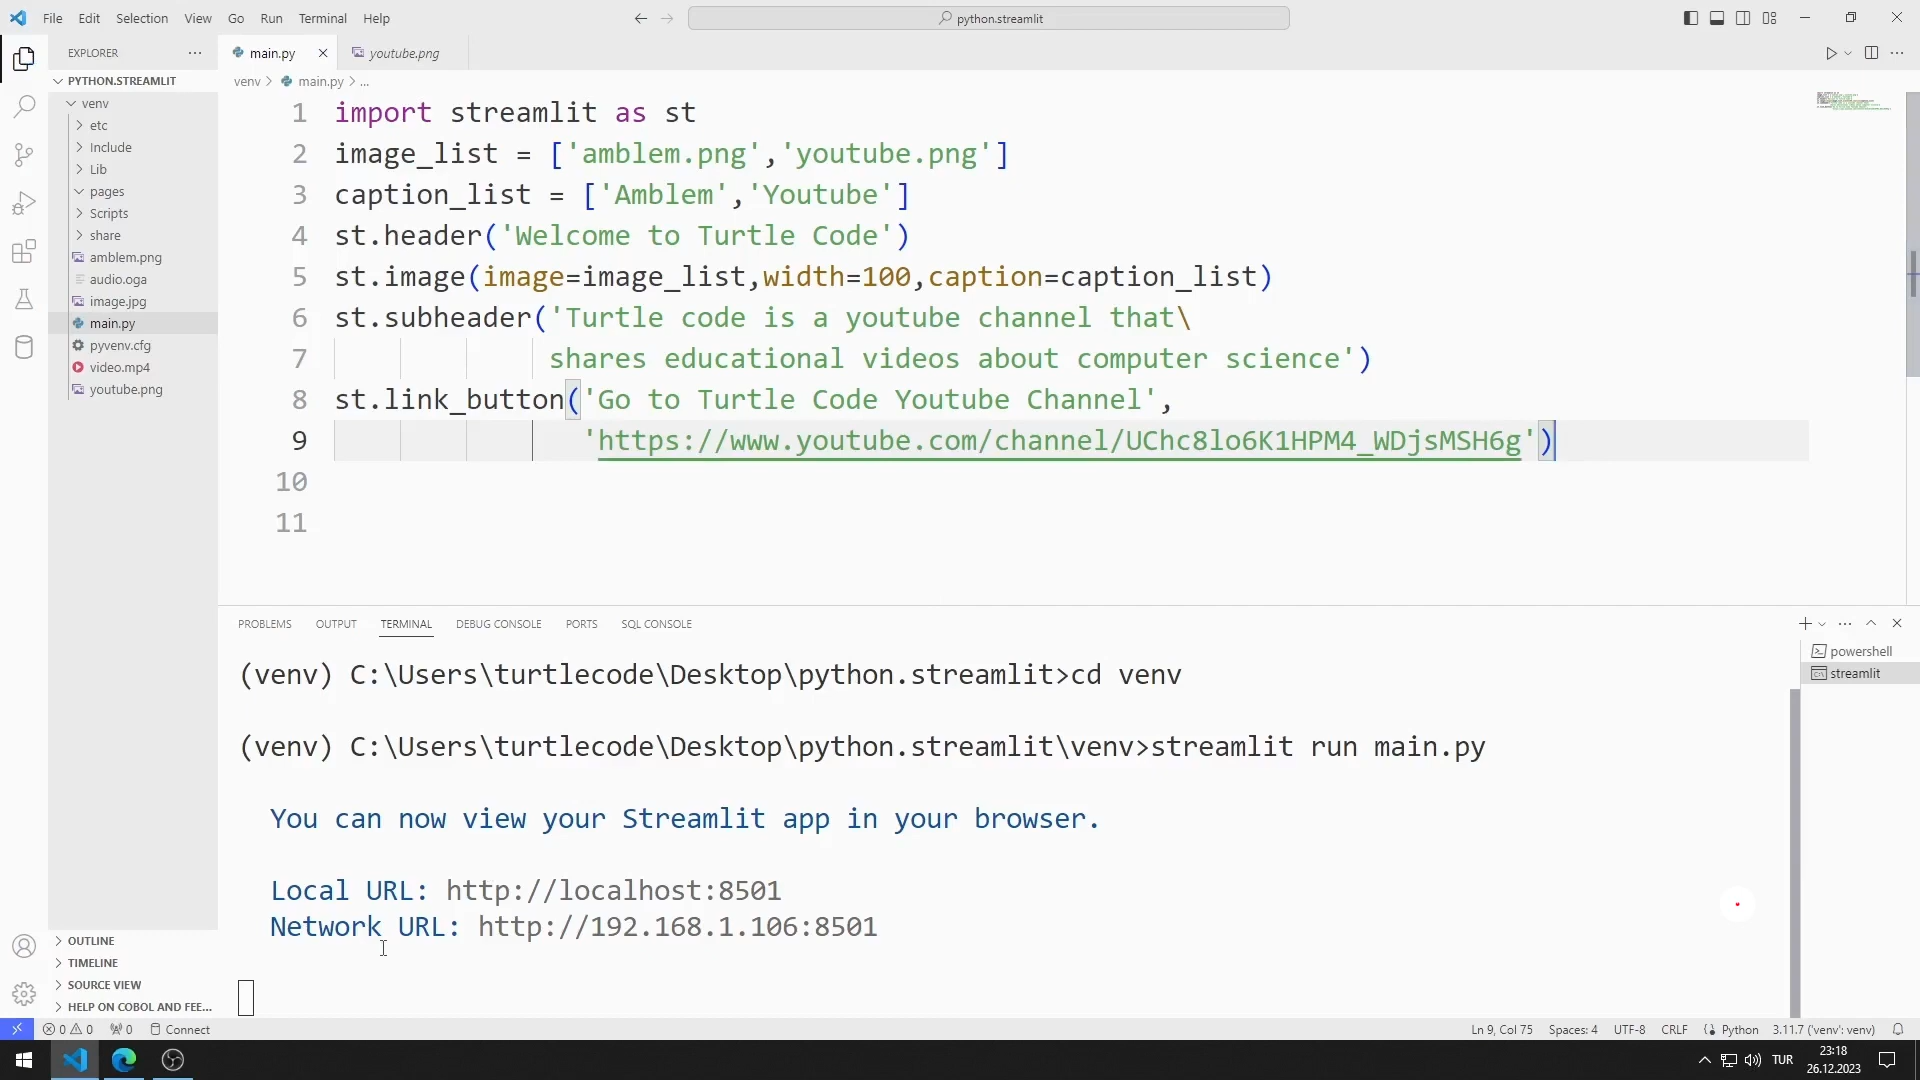 File Edit Selection View Go Run Terminal Help
python.streamlit
EXPLORER
PYTHON.STREAMLIT
venv
etc
Include
Lib
pages
Scripts
share
amblem.png
audio.oga
image.jpg
main.py
pyvenv.cfg
video.mp4
youtube.png
OUTLINE
TIMELINE
SOURCE VIEW
HELP ON COBOL AND FEE...
main.py youtube.png
venv > main.py > ...
1 import streamlit as st
2 image_list = ['amblem.png','youtube.png']
3 caption_list = ['Amblem','Youtube']
4 st.header('Welcome to Turtle Code')
5 st.image(image=image_list,width=100,caption=caption_list)
6 st.subheader('Turtle code is a youtube channel that\
7 shares educational videos about computer science')
8 st.link_button('Go to Turtle Code Youtube Channel',
9 'https://www.youtube.com/channel/UChc8lo6K1HPM4_WDjsMSH6g')
10
11
PROBLEMS OUTPUT TERMINAL DEBUG CONSOLE PORTS SQL CONSOLE
(venv) C:\Users\turtlecode\Desktop\python.streamlit>cd venv
(venv) C:\Users\turtlecode\Desktop\python.streamlit\venv>streamlit run main.py
You can now view your Streamlit app in your browser.
Local URL: http://localhost:8501
Network URL: http://192.168.1.106:8501
powershell
streamlit
0 0 0 Connect
Ln 9, Col 75 Spaces: 4 UTF-8 CRLF Python 3.11.7 ('venv': venv)
TUR
23:18
26.12.2023